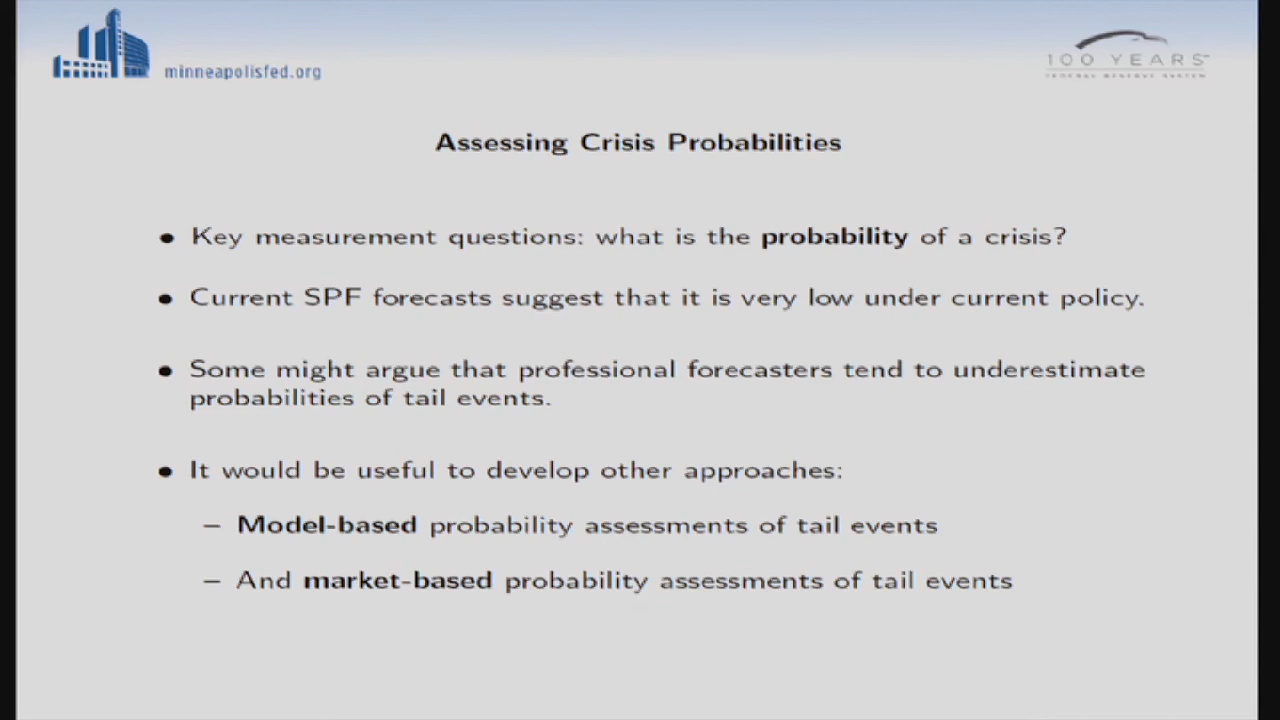 minneapolisfed.org
100 YEARS
FEDERAL RESERVE SYSTEM
Assessing Crisis Probabilities
• Key measurement questions: what is the probability of a crisis?
• Current SPF forecasts suggest that it is very low under current policy.
• Some might argue that professional forecasters tend to underestimate
probabilities of tail events.
• It would be useful to develop other approaches:
– Model-based probability assessments of tail events
– And market-based probability assessments of tail events